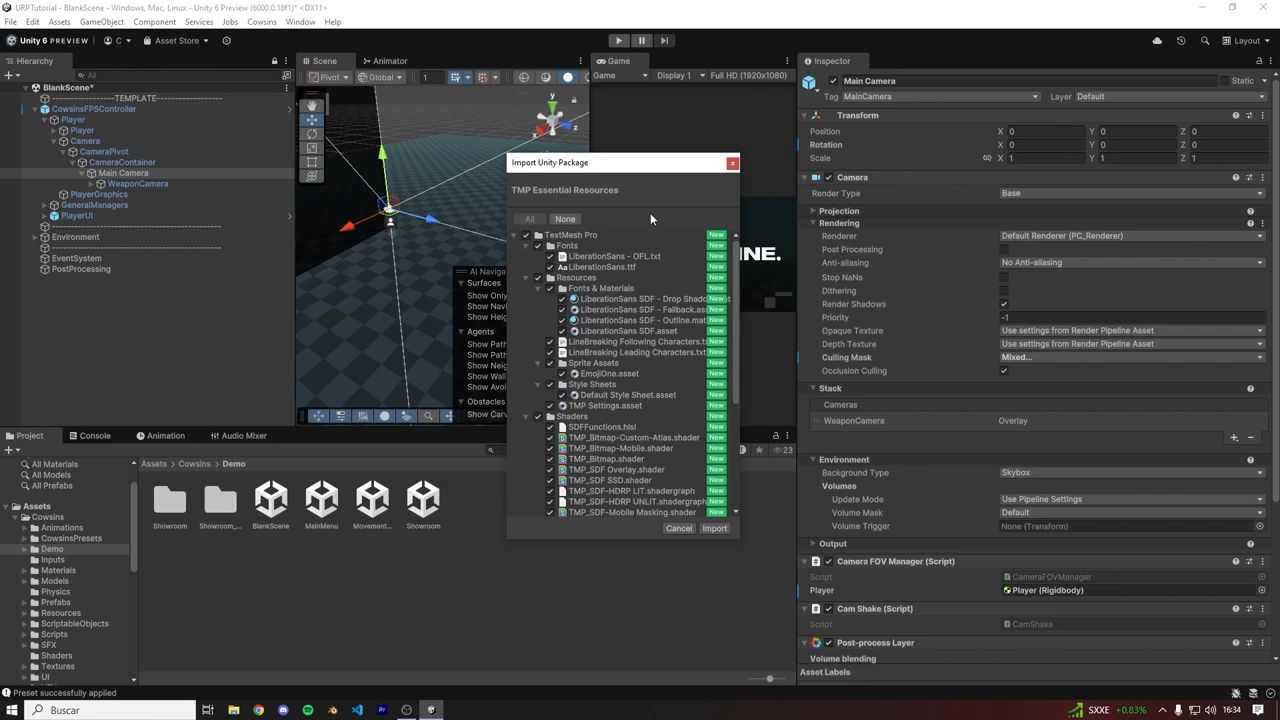 URPTutorial - BlankScene - Windows, Mac, Linux - Unity 6 Preview (6000.0.18f1)* <DX11>
File Edit Assets GameObject Component Services Jobs Cowsins Window Help
Unity 6 PREVIEW C Asset Store Layout
Hierarchy
All
BlankScene*
--------------------TEMPLATE--------------------
CowsinsFPSController
Player
Player
Camera
CameraPivot
CameraContainer
Main Camera
WeaponCamera
PlayerGraphics
GeneralManagers
PlayerUI
Environment
EventSystem
PostProcessing
Scene Animator
Pivot Global 1
AI Navigation
Surfaces
Show Only
Show
Show
Agents
Show
Show
Show
Show
Show
Obstacles
Show
Game
Game Display 1 Full HD (1920x1080)
NE.
Import Unity Package x
TMP Essential Resources
All None
TextMesh Pro New
Fonts New
LiberationSans - OFL.txt New
Aa LiberationSans.ttf New
Resources New
Fonts & Materials New
LiberationSans SDF - Drop Shado New
LiberationSans SDF - Fallback.as New
LiberationSans SDF - Outline.mat New
LiberationSans SDF.asset New
LineBreaking Following Characters.t New
LineBreaking Leading Characters.txt New
Sprite Assets New
EmojiOne.asset New
Style Sheets New
Default Style Sheet.asset New
TMP Settings.asset New
Shaders New
SDFFunctions.hlsl New
TMP_Bitmap-Custom-Atlas.shader New
TMP_Bitmap-Mobile.shader New
TMP_Bitmap.shader New
TMP_SDF Overlay.shader New
TMP_SDF SSD.shader New
TMP_SDF-HDRP LIT.shadergraph New
TMP_SDF-HDRP UNLIT.shadergraph New
TMP_SDF-Mobile Masking.shader New
Cancel Import
Inspector
Main Camera Static
Tag MainCamera Layer Default
Transform
Position X 0 Y 0 Z 0
Rotation X 0 Y 0 Z 0
Scale X 1 Y 1 Z 1
Camera
Render Type Base
Projection
Rendering
Renderer Default Renderer (PC_Renderer)
Post Processing
Anti-aliasing No Anti-aliasing
Stop NaNs
Dithering
Render Shadows
Priority -1
Opaque Texture Use settings from Render Pipeline Asset
Depth Texture Use settings from Render Pipeline Asset
Culling Mask Mixed...
Occlusion Culling
Stack
Cameras
WeaponCamera Overlay
Environment
Background Type Skybox
Volumes
Update Mode Use Pipeline Settings
Volume Mask Default
Volume Trigger None (Transform)
Output
Camera FOV Manager (Script)
Script CameraFOVManager
Player Player (Rigidbody)
Cam Shake (Script)
Script CamShake
Post-process Layer
Volume blending
Asset Labels
Project Console Animation Audio Mixer
23
All Materials
All Models
All Prefabs
Assets
Cowsins
Animations
CowsinsPresets
Demo
Inputs
Materials
Models
Physics
Prefabs
Resources
ScriptableObjects
Scripts
SFX
Shaders
Textures
UI
Assets > Cowsins > Demo
Showroom Showroom_... BlankScene MainMenu Movement... Showroom
Preset successfully applied
Buscar SXXE +0,83% 16:34